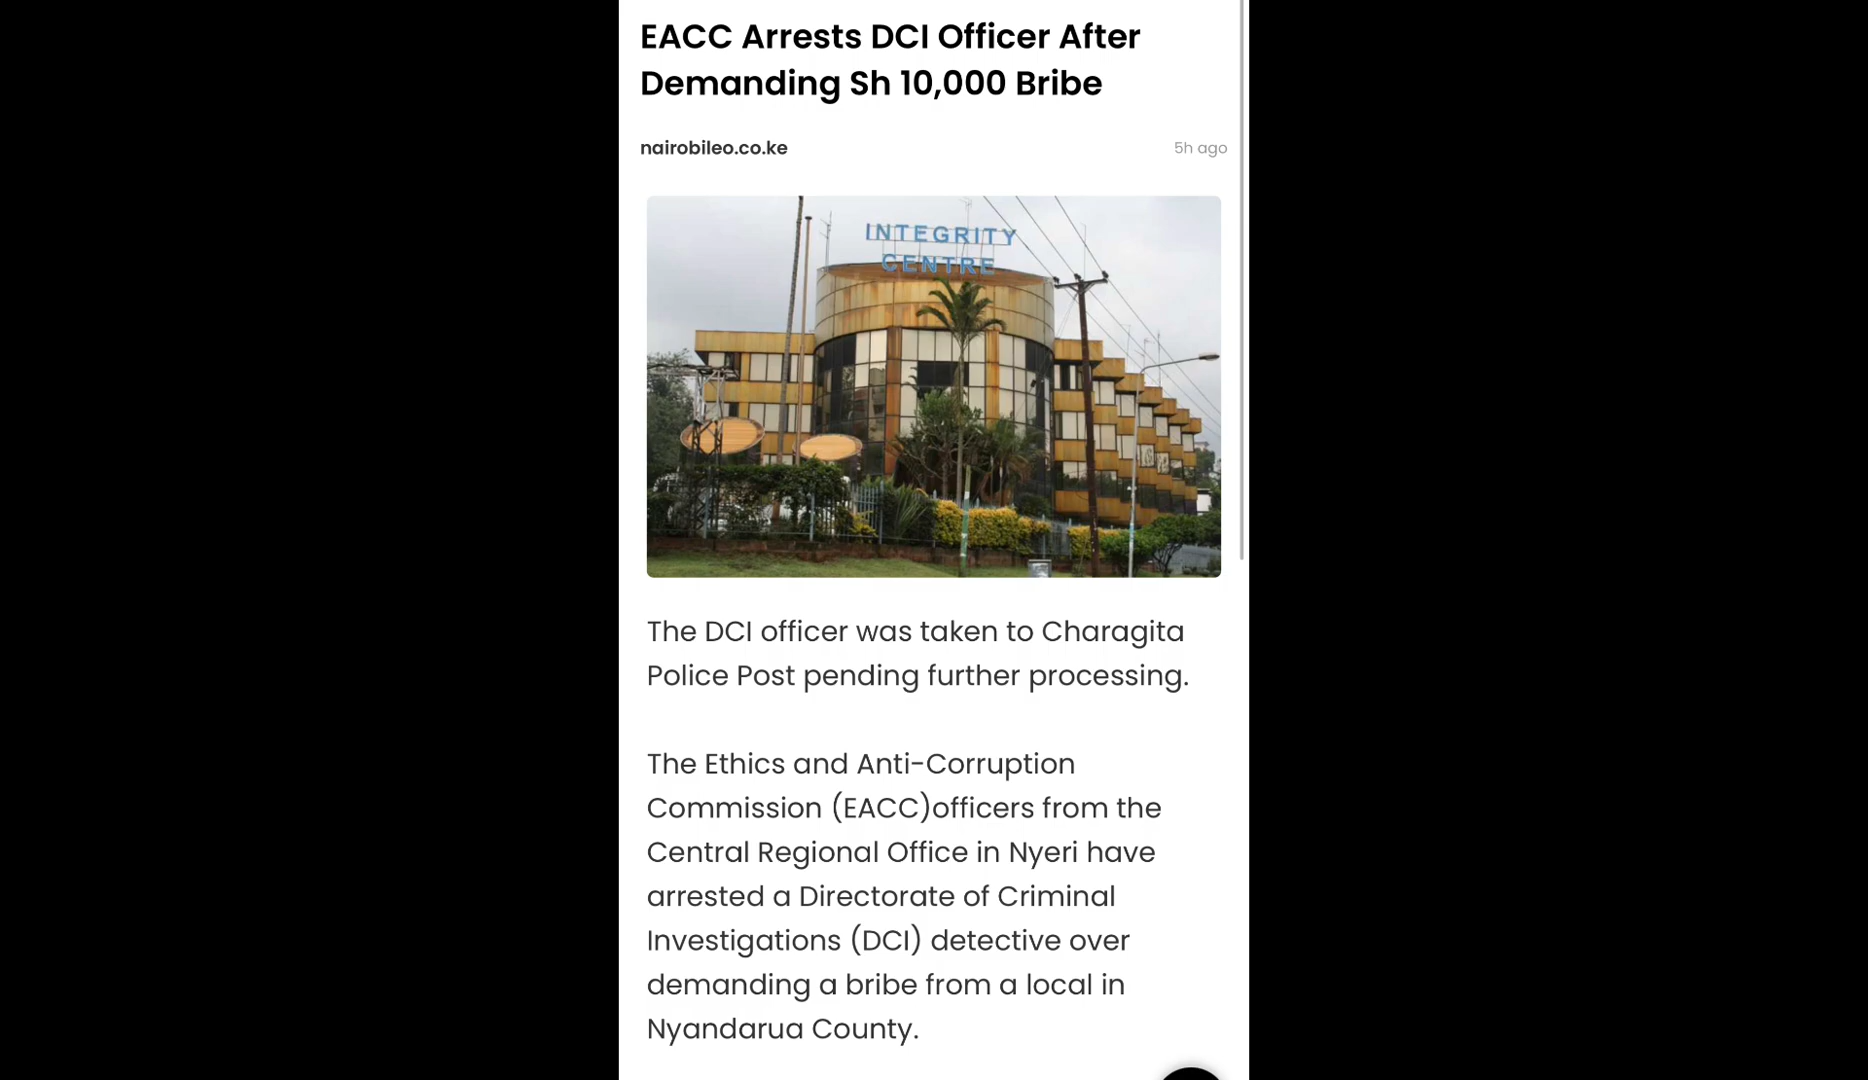 EACC Arrests DCI Officer After
Demanding Sh 10,000 Bribe
nairobileo.co.ke
5h ago
INTEGRITY
CENTRE
The DCI officer was taken to Charagita
Police Post pending further processing.
The Ethics and Anti-Corruption
Commission (EACC)officers from the
Central Regional Office in Nyeri have
arrested a Directorate of Criminal
Investigations (DCI) detective over
demanding a bribe from a local in
Nyandarua County.